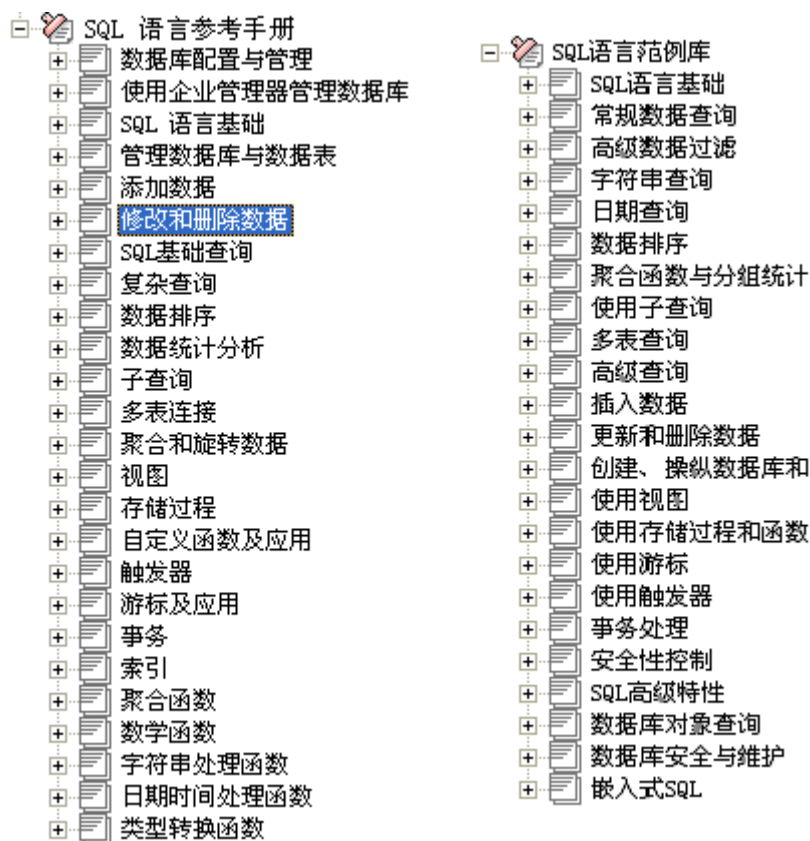 SQL 语言参考手册
数据库配置与管理
使用企业管理器管理数据库
SQL 语言基础
管理数据库与数据表
添加数据
修改和删除数据
SQL基础查询
复杂查询
数据排序
数据统计分析
子查询
多表连接
聚合和旋转数据
视图
存储过程
自定义函数及应用
触发器
游标及应用
事务
索引
聚合函数
数学函数
字符串处理函数
日期时间处理函数
类型转换函数
SQL语言范例库
SQL语言基础
常规数据查询
高级数据过滤
字符串查询
日期查询
数据排序
聚合函数与分组统计
使用子查询
多表查询
高级查询
插入数据
更新和删除数据
创建、操纵数据库和
使用视图
使用存储过程和函数
使用游标
使用触发器
事务处理
安全性控制
SQL高级特性
数据库对象查询
数据库安全与维护
嵌入式SQL